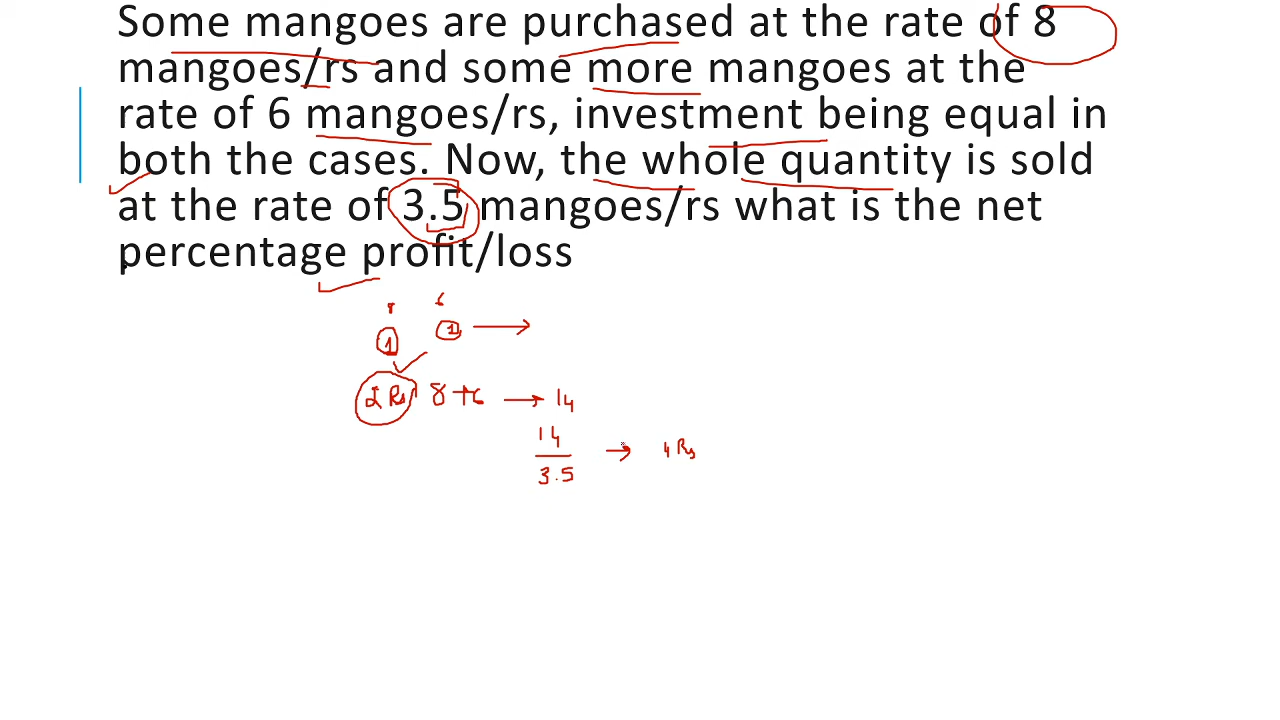 Some mangoes are purchased at the rate of 8
mangoes/rs and some more mangoes at the
rate of 6 mangoes/rs, investment being equal in
both the cases. Now, the whole quantity is sold
at the rate of 3.5 mangoes/rs what is the net
percentage profit/loss
8 6
1 1
2 Rs 8+6 → 14
14
3.5 → 4 Rs